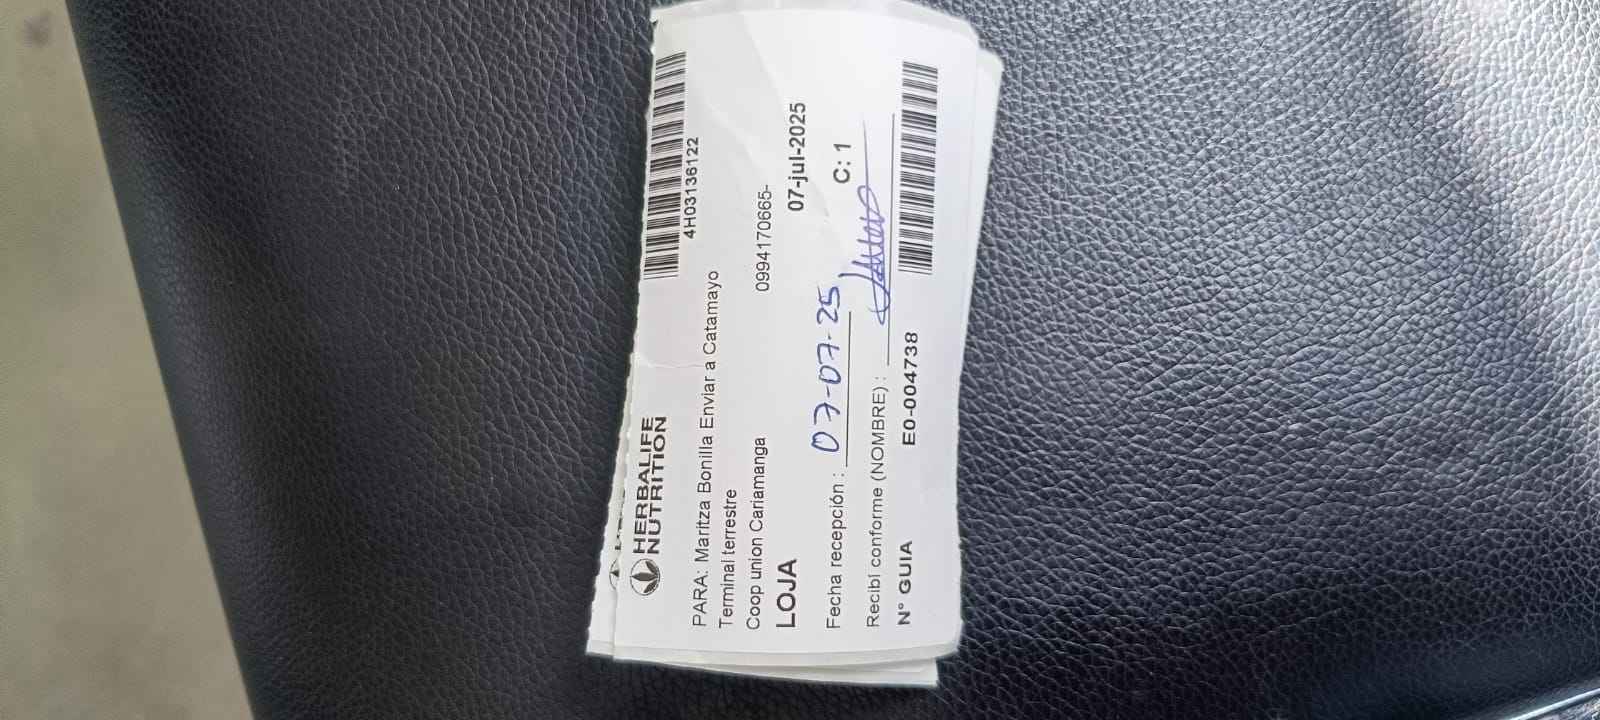 HERBALIFE
NUTRITION
4H03136122
PARA: Maritza Bonilla Enviar a Catamayo
Terminal terrestre
Coop union Cariamanga
0994170665-
LOJA
07-jul-2025
Fecha recepción : 07-07-25
C: 1
Recibí conforme (NOMBRE) :
N° GUIA E0-004738